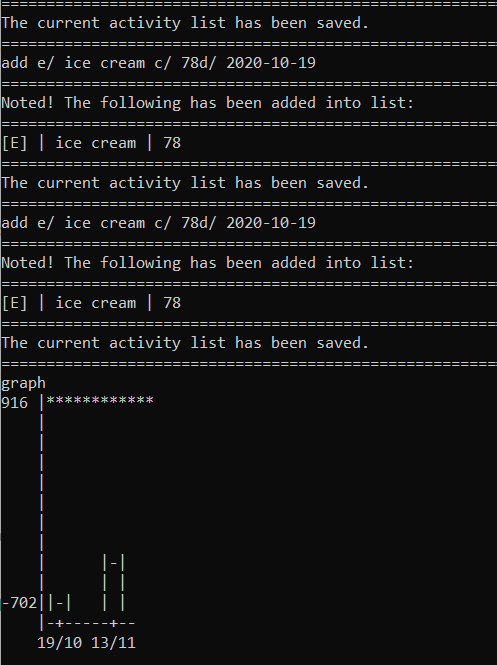 =======================================================
The current activity list has been saved.
=======================================================
add e/ ice cream c/ 78d/ 2020-10-19
=======================================================
Noted! The following has been added into list:
=======================================================
[E] | ice cream | 78
=======================================================
The current activity list has been saved.
=======================================================
add e/ ice cream c/ 78d/ 2020-10-19
=======================================================
Noted! The following has been added into list:
=======================================================
[E] | ice cream | 78
=======================================================
The current activity list has been saved.
=======================================================
graph
916 |************
    |
    |
    |
    |
    |
    |
    |
    |      |-|
    |      | |
-702||-|   | |
    |-+-----+--
    19/10 13/11